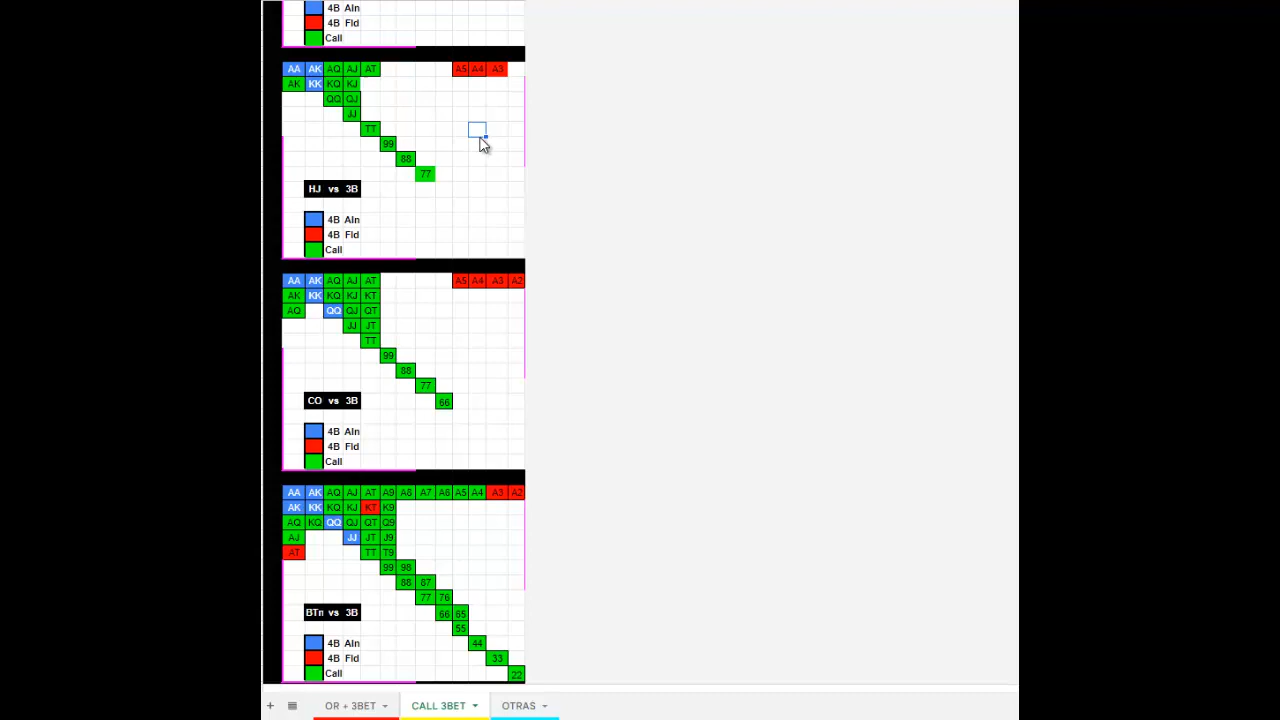 4B AIn
4B Fld
Call
AA AK AQ AJ AT A5 A4 A3
AK KK KQ KJ
QQ QJ
JJ
TT
99
88
77
HJ vs 3B
4B AIn
4B Fld
Call
AA AK AQ AJ AT A5 A4 A3 A2
AK KK KQ KJ KT
AQ QQ QJ QT
JJ JT
TT
99
88
77
CO vs 3B 66
4B AIn
4B Fld
Call
AA AK AQ AJ AT A9 A8 A7 A6 A5 A4 A3 A2
AK KK KQ KJ KT K9
AQ KQ QQ QJ QT Q9
AJ JJ JT J9
AT TT T9
99 98
88 87
77 76
BTn vs 3B 66 65
55
4B AIn 44
4B Fld 33
Call 22
+ OR + 3BET CALL 3BET OTRAS